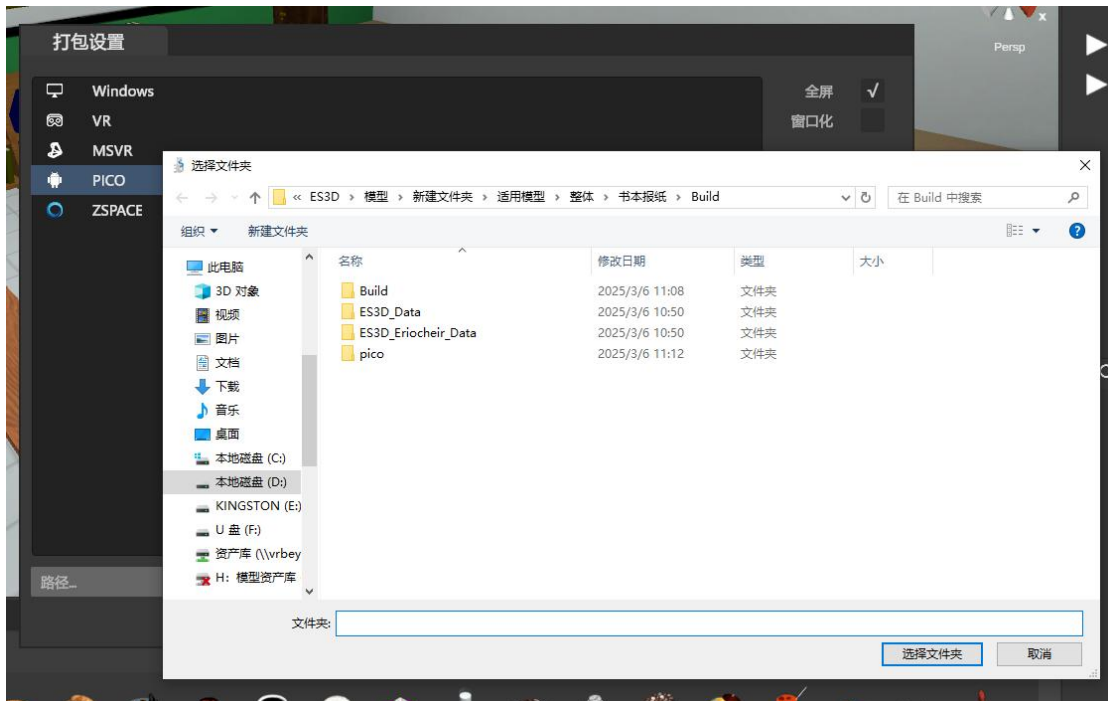 打包设置
Persp
x
Windows
全屏 √
VR
窗口化
MSVR
PICO
ZSPACE
路径...
选择文件夹
« ES3D › 模型 › 新建文件夹 › 适用模型 › 整体 › 书本报纸 › Build
在 Build 中搜索
组织 新建文件夹
此电脑
3D 对象
视频
图片
文档
下载
音乐
桌面
本地磁盘 (C:)
本地磁盘 (D:)
KINGSTON (E:)
U 盘 (F:)
资产库 (\\vrbey
H: 模型资产库
名称 修改日期 类型 大小
Build 2025/3/6 11:08 文件夹
ES3D_Data 2025/3/6 10:50 文件夹
ES3D_Eriocheir_Data 2025/3/6 10:50 文件夹
pico 2025/3/6 11:12 文件夹
文件夹:
选择文件夹 取消